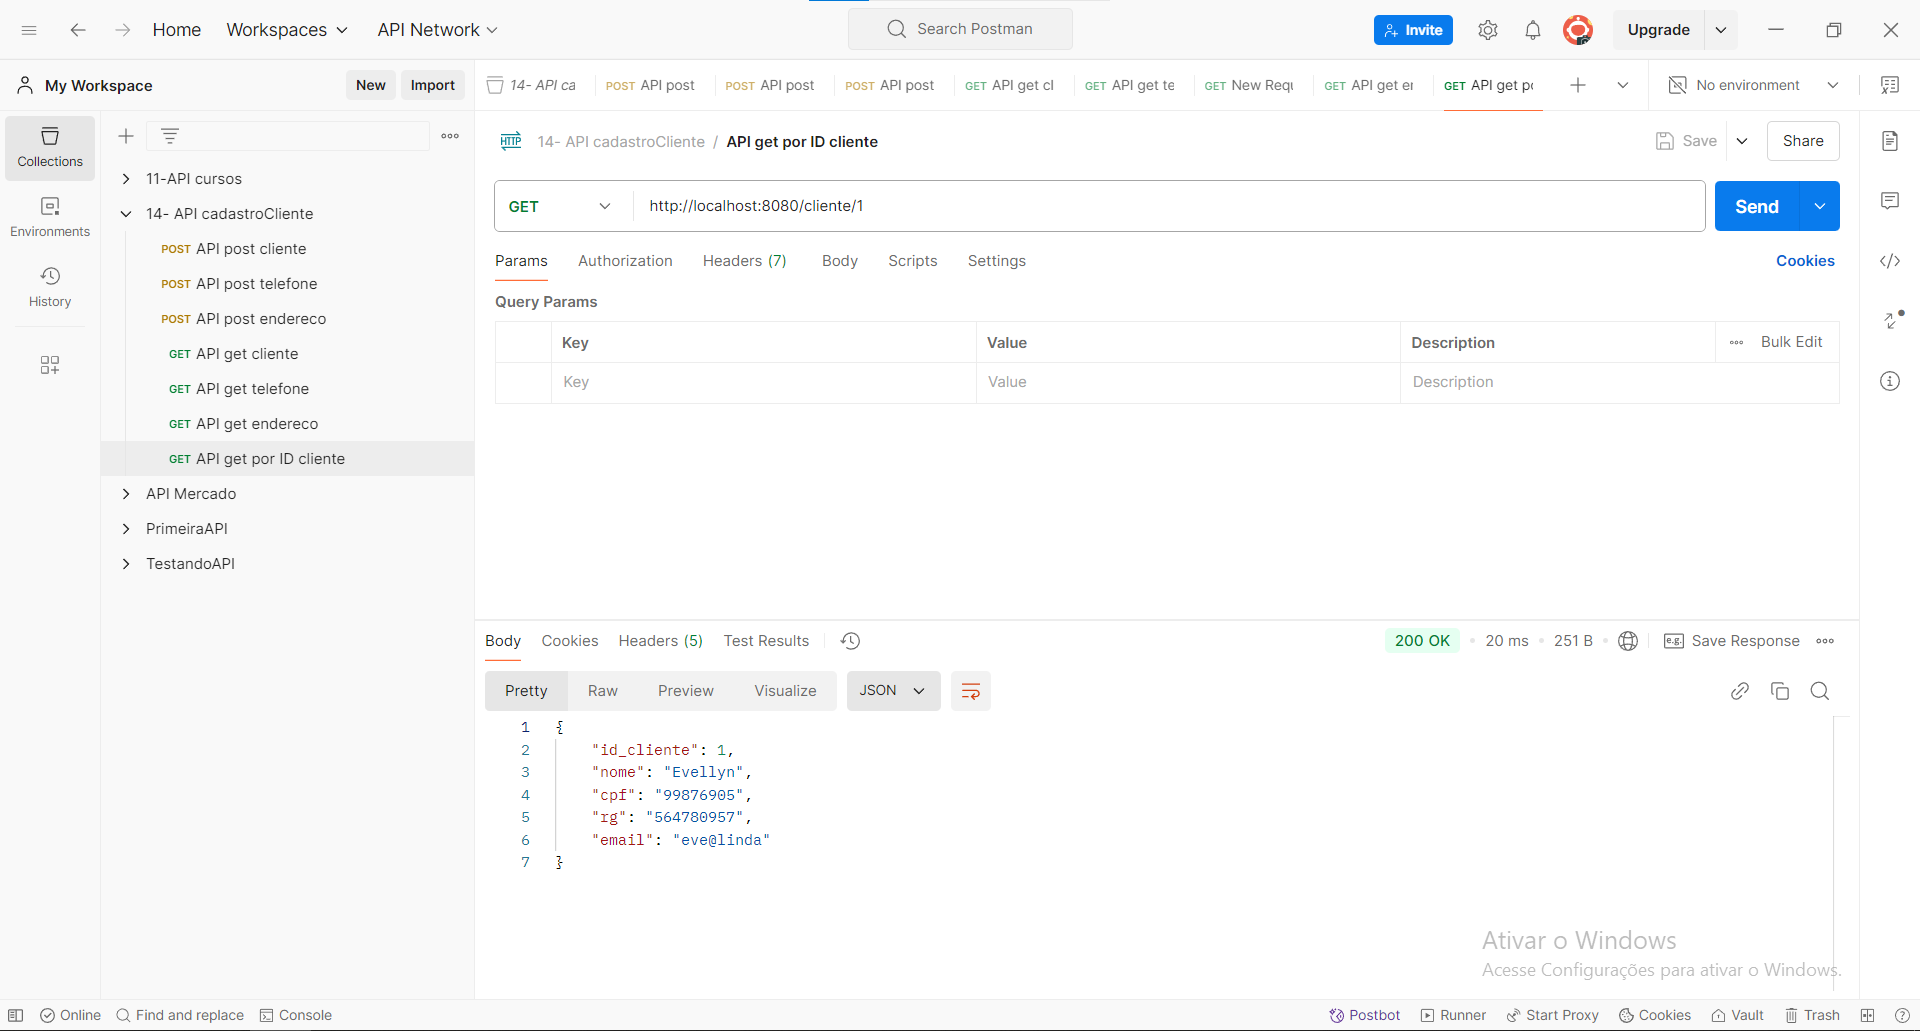 Home Workspaces API Network Search Postman Invite Upgrade
My Workspace New Import
14- API ca POST API post POST API post POST API post GET API get cl GET API get te GET New Requ GET API get er GET API get po No environment
Collections
Environments
History
11-API cursos
14- API cadastroCliente
POST API post cliente
POST API post telefone
POST API post endereco
GET API get cliente
GET API get telefone
GET API get endereco
GET API get por ID cliente
API Mercado
PrimeiraAPI
TestandoAPI
HTTP 14- API cadastroCliente / API get por ID cliente Save Share
GET http://localhost:8080/cliente/1 Send
Params Authorization Headers (7) Body Scripts Settings Cookies
Query Params
Key Value Description Bulk Edit
Key Value Description
Body Cookies Headers (5) Test Results 200 OK 20 ms 251 B e.g. Save Response
Pretty Raw Preview Visualize JSON
1 {
2 "id_cliente": 1,
3 "nome": "Evellyn",
4 "cpf": "99876905",
5 "rg": "564780957",
6 "email": "eve@linda"
7 }
Ativar o Windows
Acesse Configurações para ativar o Windows.
Online Find and replace Console Postbot Runner Start Proxy Cookies Vault Trash